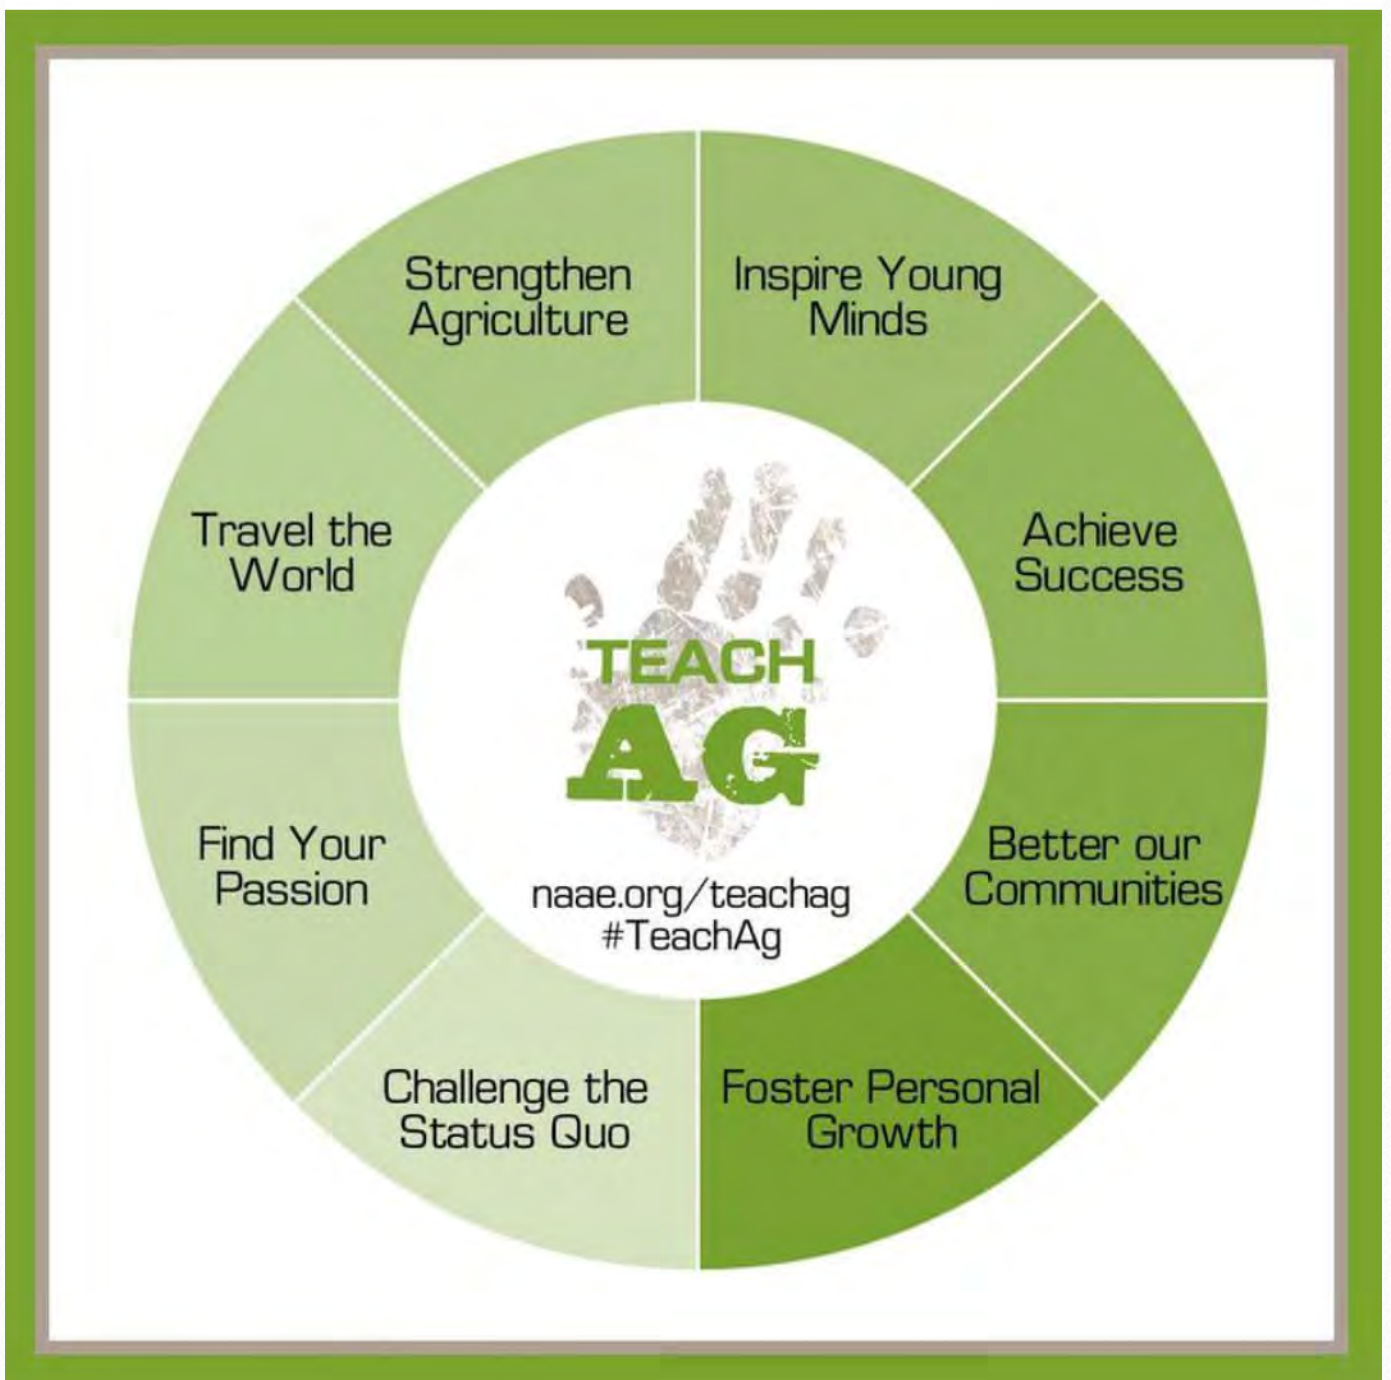 Strengthen
Agriculture
Inspire Young
Minds
Travel the
World
Achieve
Success
TEACH
AG
naae.org/teachag
#TeachAg
Find Your
Passion
Better our
Communities
Challenge the
Status Quo
Foster Personal
Growth